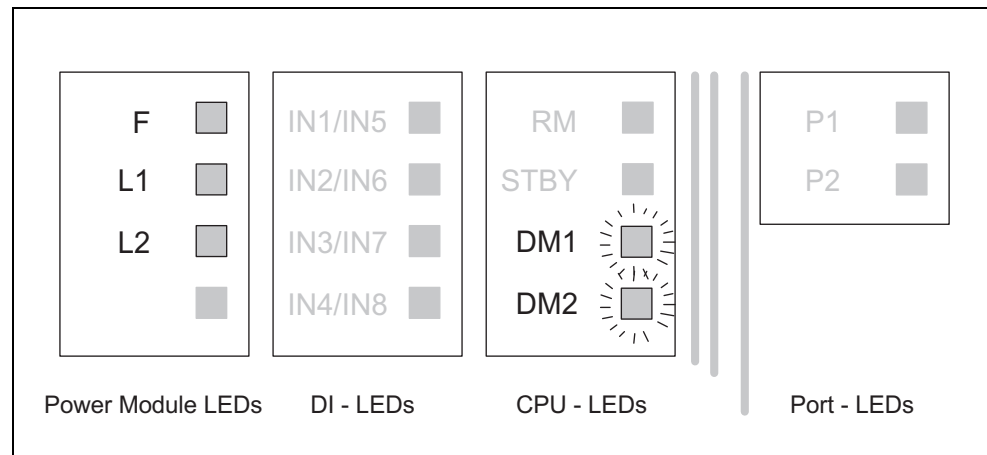 F
L1
L2
IN1/IN5
IN2/IN6
IN3/IN7
IN4/IN8
RM
STBY
DM1
DM2
P1
P2
Power Module LEDs
DI - LEDs
CPU - LEDs
Port - LEDs